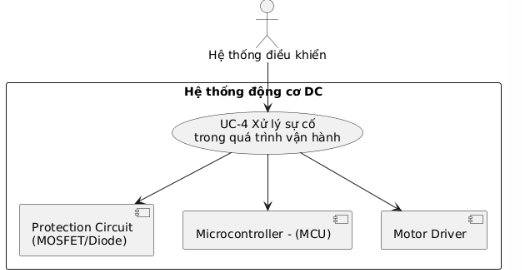 Hệ thống điều khiển
Hệ thống động cơ DC
UC-4 Xử lý sự cố
trong quá trình vận hành
Protection Circuit
(MOSFET/Diode)
Microcontroller - (MCU)
Motor Driver